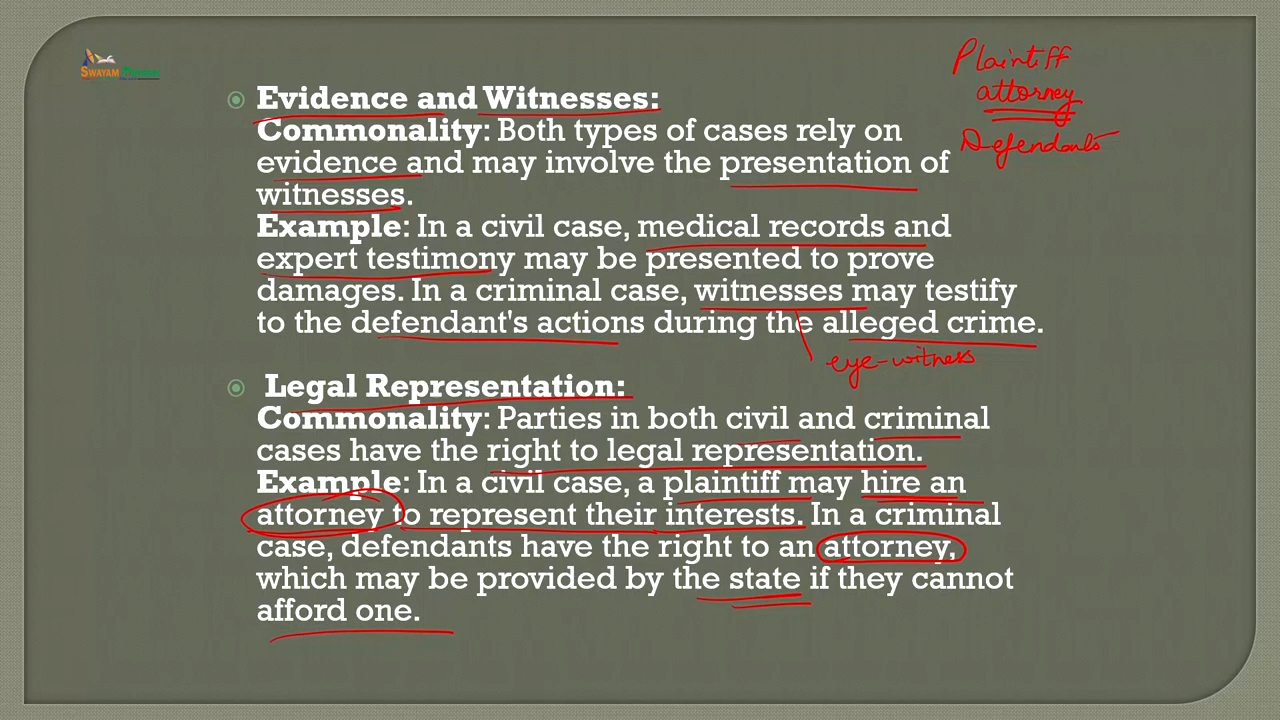 SWAYAM
Plaintiff
attorney
Defendants
Evidence and Witnesses:
Commonality: Both types of cases rely on
evidence and may involve the presentation of
witnesses.
Example: In a civil case, medical records and
expert testimony may be presented to prove
damages. In a criminal case, witnesses may testify
to the defendant's actions during the alleged crime.
eye-witness
Legal Representation:
Commonality: Parties in both civil and criminal
cases have the right to legal representation.
Example: In a civil case, a plaintiff may hire an
attorney to represent their interests. In a criminal
case, defendants have the right to an attorney,
which may be provided by the state if they cannot
afford one.